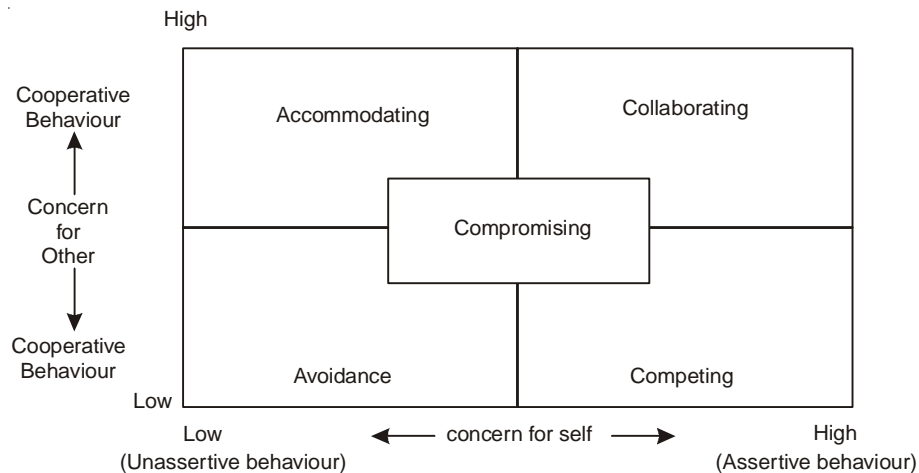 High
Cooperative
Behaviour
Accommodating
Collaborating
Concern
for
Other
Compromising
Cooperative
Behaviour
Avoidance
Competing
Low
Low
concern for self
High
(Unassertive behaviour)
(Assertive behaviour)